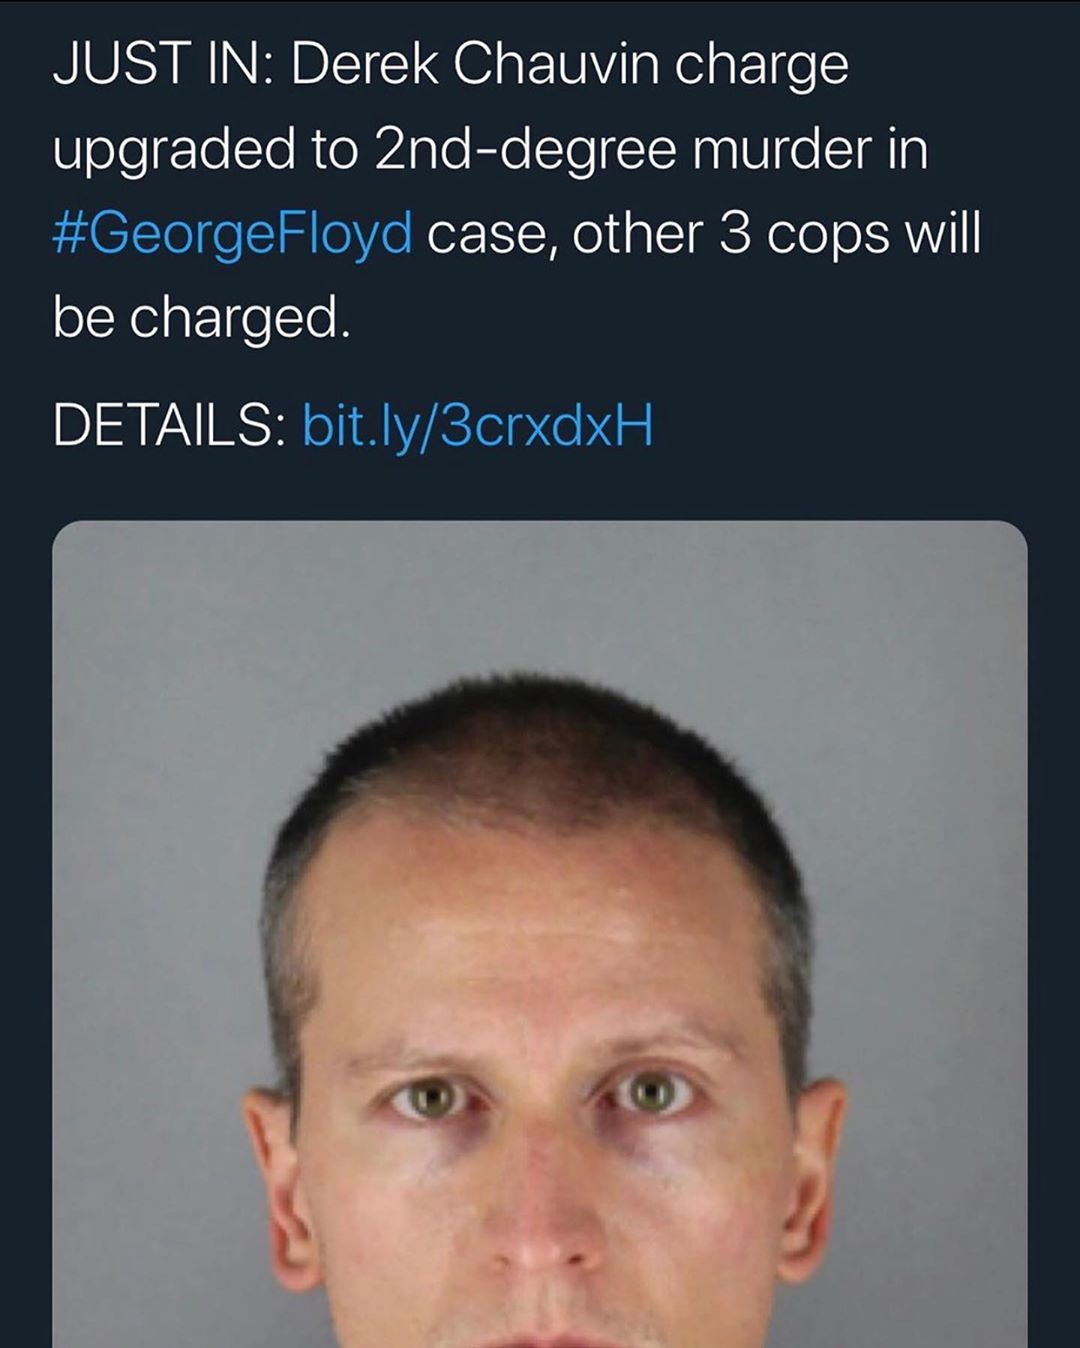 JUST IN: Derek Chauvin charge
upgraded to 2nd-degree murder in
#GeorgeFloyd case, other 3 cops will
be charged.
DETAILS: bit.ly/3crxdxH